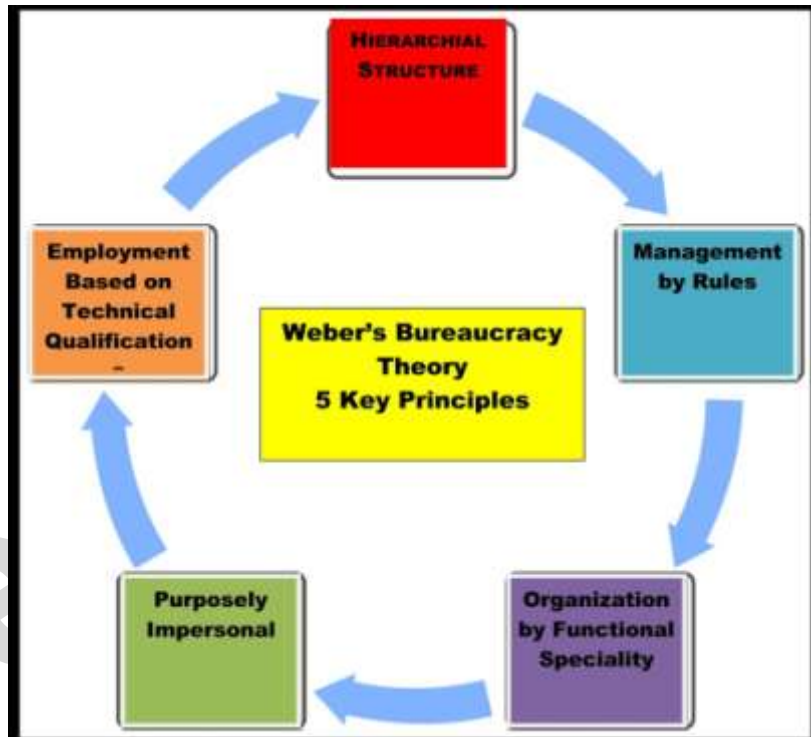 HIERARCHIAL
STRUCTURE
Management
by Rules
Organization
by Functional
Speciality
Purposely
Impersonal
Employment
Based on
Technical
Qualification
–
Weber's Bureaucracy
Theory
5 Key Principles